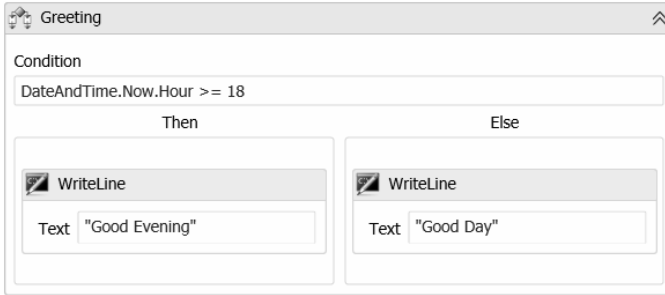 Greeting
Condition
DateAndTime.Now.Hour >= 18
Then
Else
WriteLine
Text "Good Evening"
WriteLine
Text "Good Day"